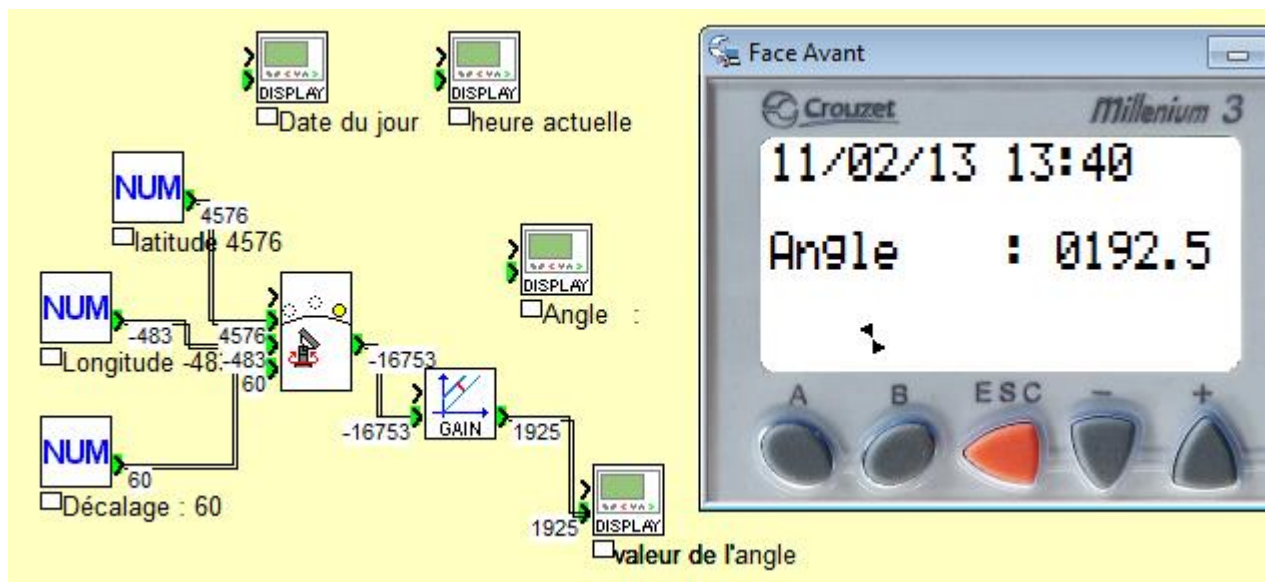 DISPLAY
Date du jour
DISPLAY
heure actuelle
NUM
4576
latitude 4576
NUM
-483
Longitude -48
4576
-483
60
-16753
NUM
60
Décalage : 60
-16753
GAIN
1925
DISPLAY
Angle :
1925
DISPLAY
valeur de l'angle
Face Avant
Crouzet
Millenium 3
11/02/13 13:40
Angle : 0192.5
A B ESC - +